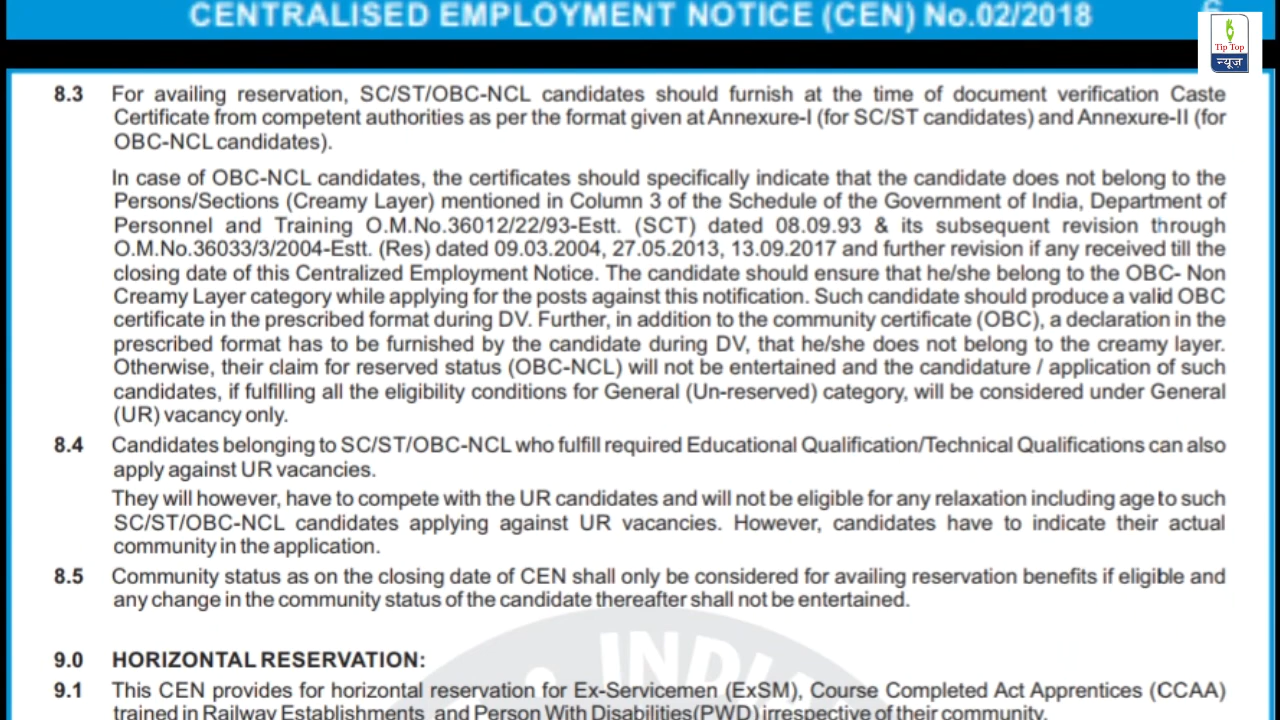 CENTRALISED EMPLOYMENT NOTICE (CEN) No.02/2018
Tip Top
न्यूज
8.3 For availing reservation, SC/ST/OBC-NCL candidates should furnish at the time of document verification Caste
Certificate from competent authorities as per the format given at Annexure-I (for SC/ST candidates) and Annexure-II (for
OBC-NCL candidates).
In case of OBC-NCL candidates, the certificates should specifically indicate that the candidate does not belong to the
Persons/Sections (Creamy Layer) mentioned in Column 3 of the Schedule of the Government of India, Department of
Personnel and Training O.M.No.36012/22/93-Estt. (SCT) dated 08.09.93 & its subsequent revision through
O.M.No.36033/3/2004-Estt. (Res) dated 09.03.2004, 27.05.2013, 13.09.2017 and further revision if any received till the
closing date of this Centralized Employment Notice. The candidate should ensure that he/she belong to the OBC- Non
Creamy Layer category while applying for the posts against this notification. Such candidate should produce a valid OBC
certificate in the prescribed format during DV. Further, in addition to the community certificate (OBC), a declaration in the
prescribed format has to be furnished by the candidate during DV, that he/she does not belong to the creamy layer.
Otherwise, their claim for reserved status (OBC-NCL) will not be entertained and the candidature / application of such
candidates, if fulfilling all the eligibility conditions for General (Un-reserved) category, will be considered under General
(UR) vacancy only.
8.4 Candidates belonging to SC/ST/OBC-NCL who fulfill required Educational Qualification/Technical Qualifications can also
apply against UR vacancies.
They will however, have to compete with the UR candidates and will not be eligible for any relaxation including age to such
SC/ST/OBC-NCL candidates applying against UR vacancies. However, candidates have to indicate their actual
community in the application.
8.5 Community status as on the closing date of CEN shall only be considered for availing reservation benefits if eligible and
any change in the community status of the candidate thereafter shall not be entertained.
INDIA
9.0 HORIZONTAL RESERVATION:
9.1 This CEN provides for horizontal reservation for Ex-Servicemen (ExSM), Course Completed Act Apprentices (CCAA)
trained in Railway Establishments and Person With Disabilities(PWD) irrespective of their community.